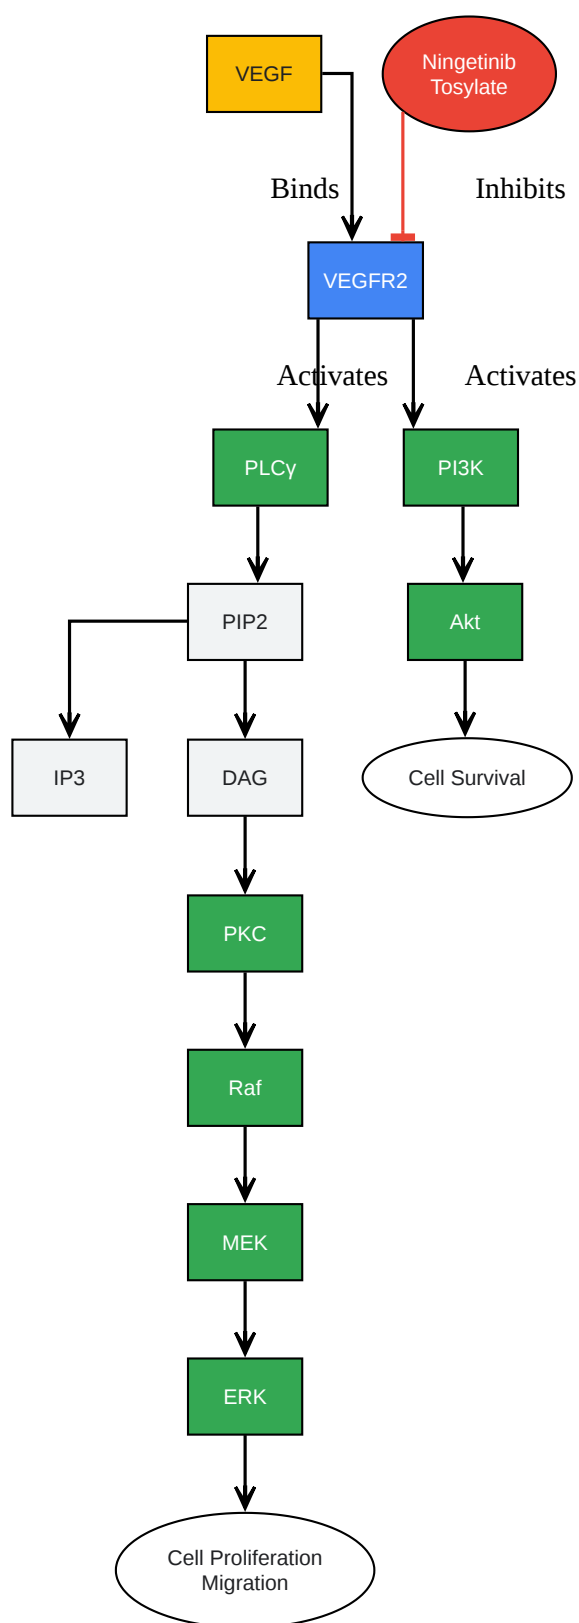 VEGF
Ningetinib
Tosylate
Binds
Inhibits
VEGFR2
Activates
Activates
PLCγ
PI3K
PIP2
Akt
IP3
DAG
Cell Survival
PKC
Raf
MEK
ERK
Cell Proliferation
Migration